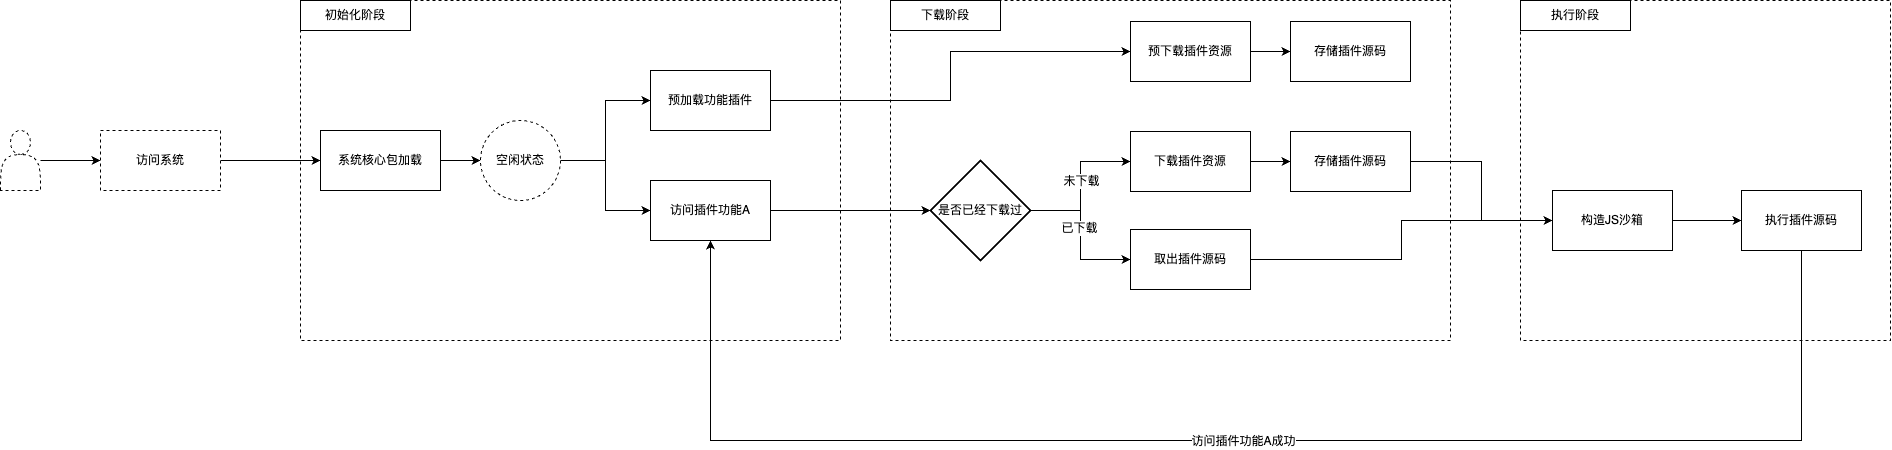 初始化阶段
下载阶段
执行阶段
访问系统
系统核心包加载
空闲状态
预加载功能插件
访问插件功能A
预下载插件资源
存储插件源码
是否已经下载过
未下载
已下载
下载插件资源
存储插件源码
取出插件源码
构造JS沙箱
执行插件源码
访问插件功能A成功